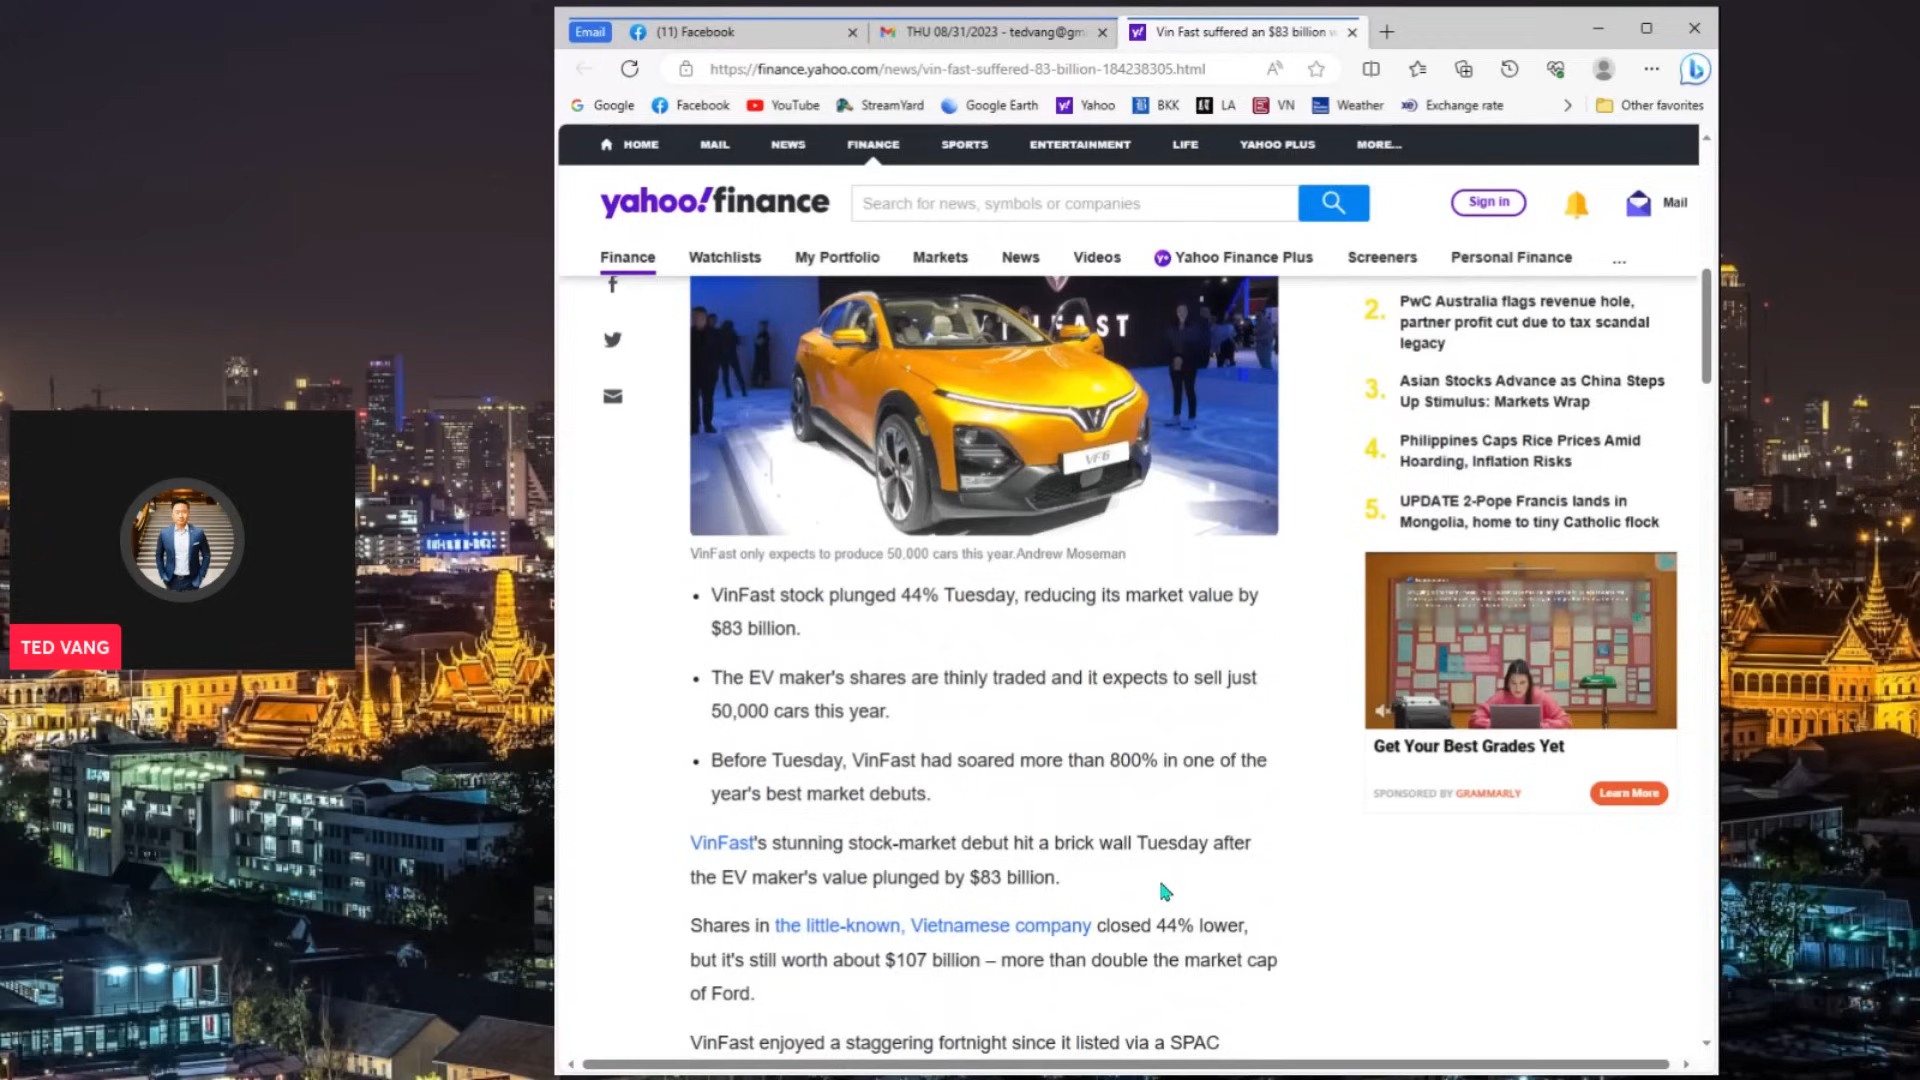 Email
(11) Facebook
THU 08/31/2023 - tedvang@gm
Vin Fast suffered an $83 billion w
https://finance.yahoo.com/news/vin-fast-suffered-83-billion-184238305.html
Google
Facebook
YouTube
StreamYard
Google Earth
Yahoo
BKK
LA
VN
Weather
Exchange rate
Other favorites
HOME
MAIL
NEWS
FINANCE
SPORTS
ENTERTAINMENT
LIFE
YAHOO PLUS
MORE...
yahoo!finance
Search for news, symbols or companies
Sign in
Mail
Finance
Watchlists
My Portfolio
Markets
News
Videos
Yahoo Finance Plus
Screeners
Personal Finance
...
VF6
VinFast only expects to produce 50,000 cars this year.Andrew Moseman
• VinFast stock plunged 44% Tuesday, reducing its market value by
$83 billion.
• The EV maker's shares are thinly traded and it expects to sell just
50,000 cars this year.
• Before Tuesday, VinFast had soared more than 800% in one of the
year's best market debuts.
VinFast's stunning stock-market debut hit a brick wall Tuesday after
the EV maker's value plunged by $83 billion.
Shares in the little-known, Vietnamese company closed 44% lower,
but it's still worth about $107 billion – more than double the market cap
of Ford.
VinFast enjoyed a staggering fortnight since it listed via a SPAC
2. PwC Australia flags revenue hole,
partner profit cut due to tax scandal
legacy
3. Asian Stocks Advance as China Steps
Up Stimulus: Markets Wrap
4. Philippines Caps Rice Prices Amid
Hoarding, Inflation Risks
5. UPDATE 2-Pope Francis lands in
Mongolia, home to tiny Catholic flock
Get Your Best Grades Yet
SPONSORED BY GRAMMARLY
Learn More
TED VANG